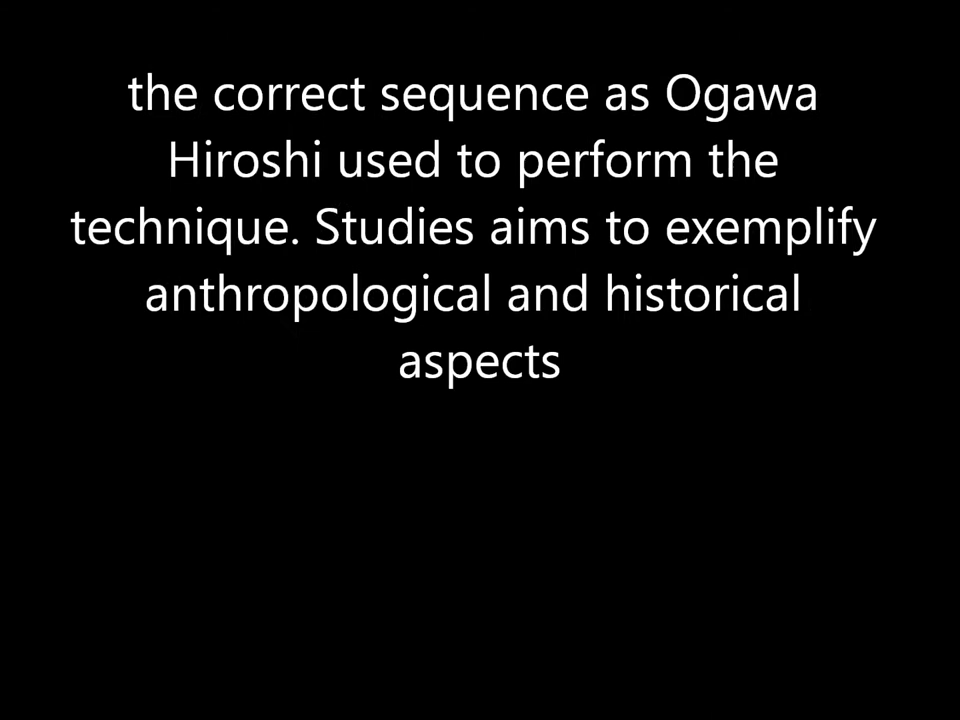 the correct sequence as Ogawa
Hiroshi used to perform the
technique. Studies aims to exemplify
anthropological and historical
aspects